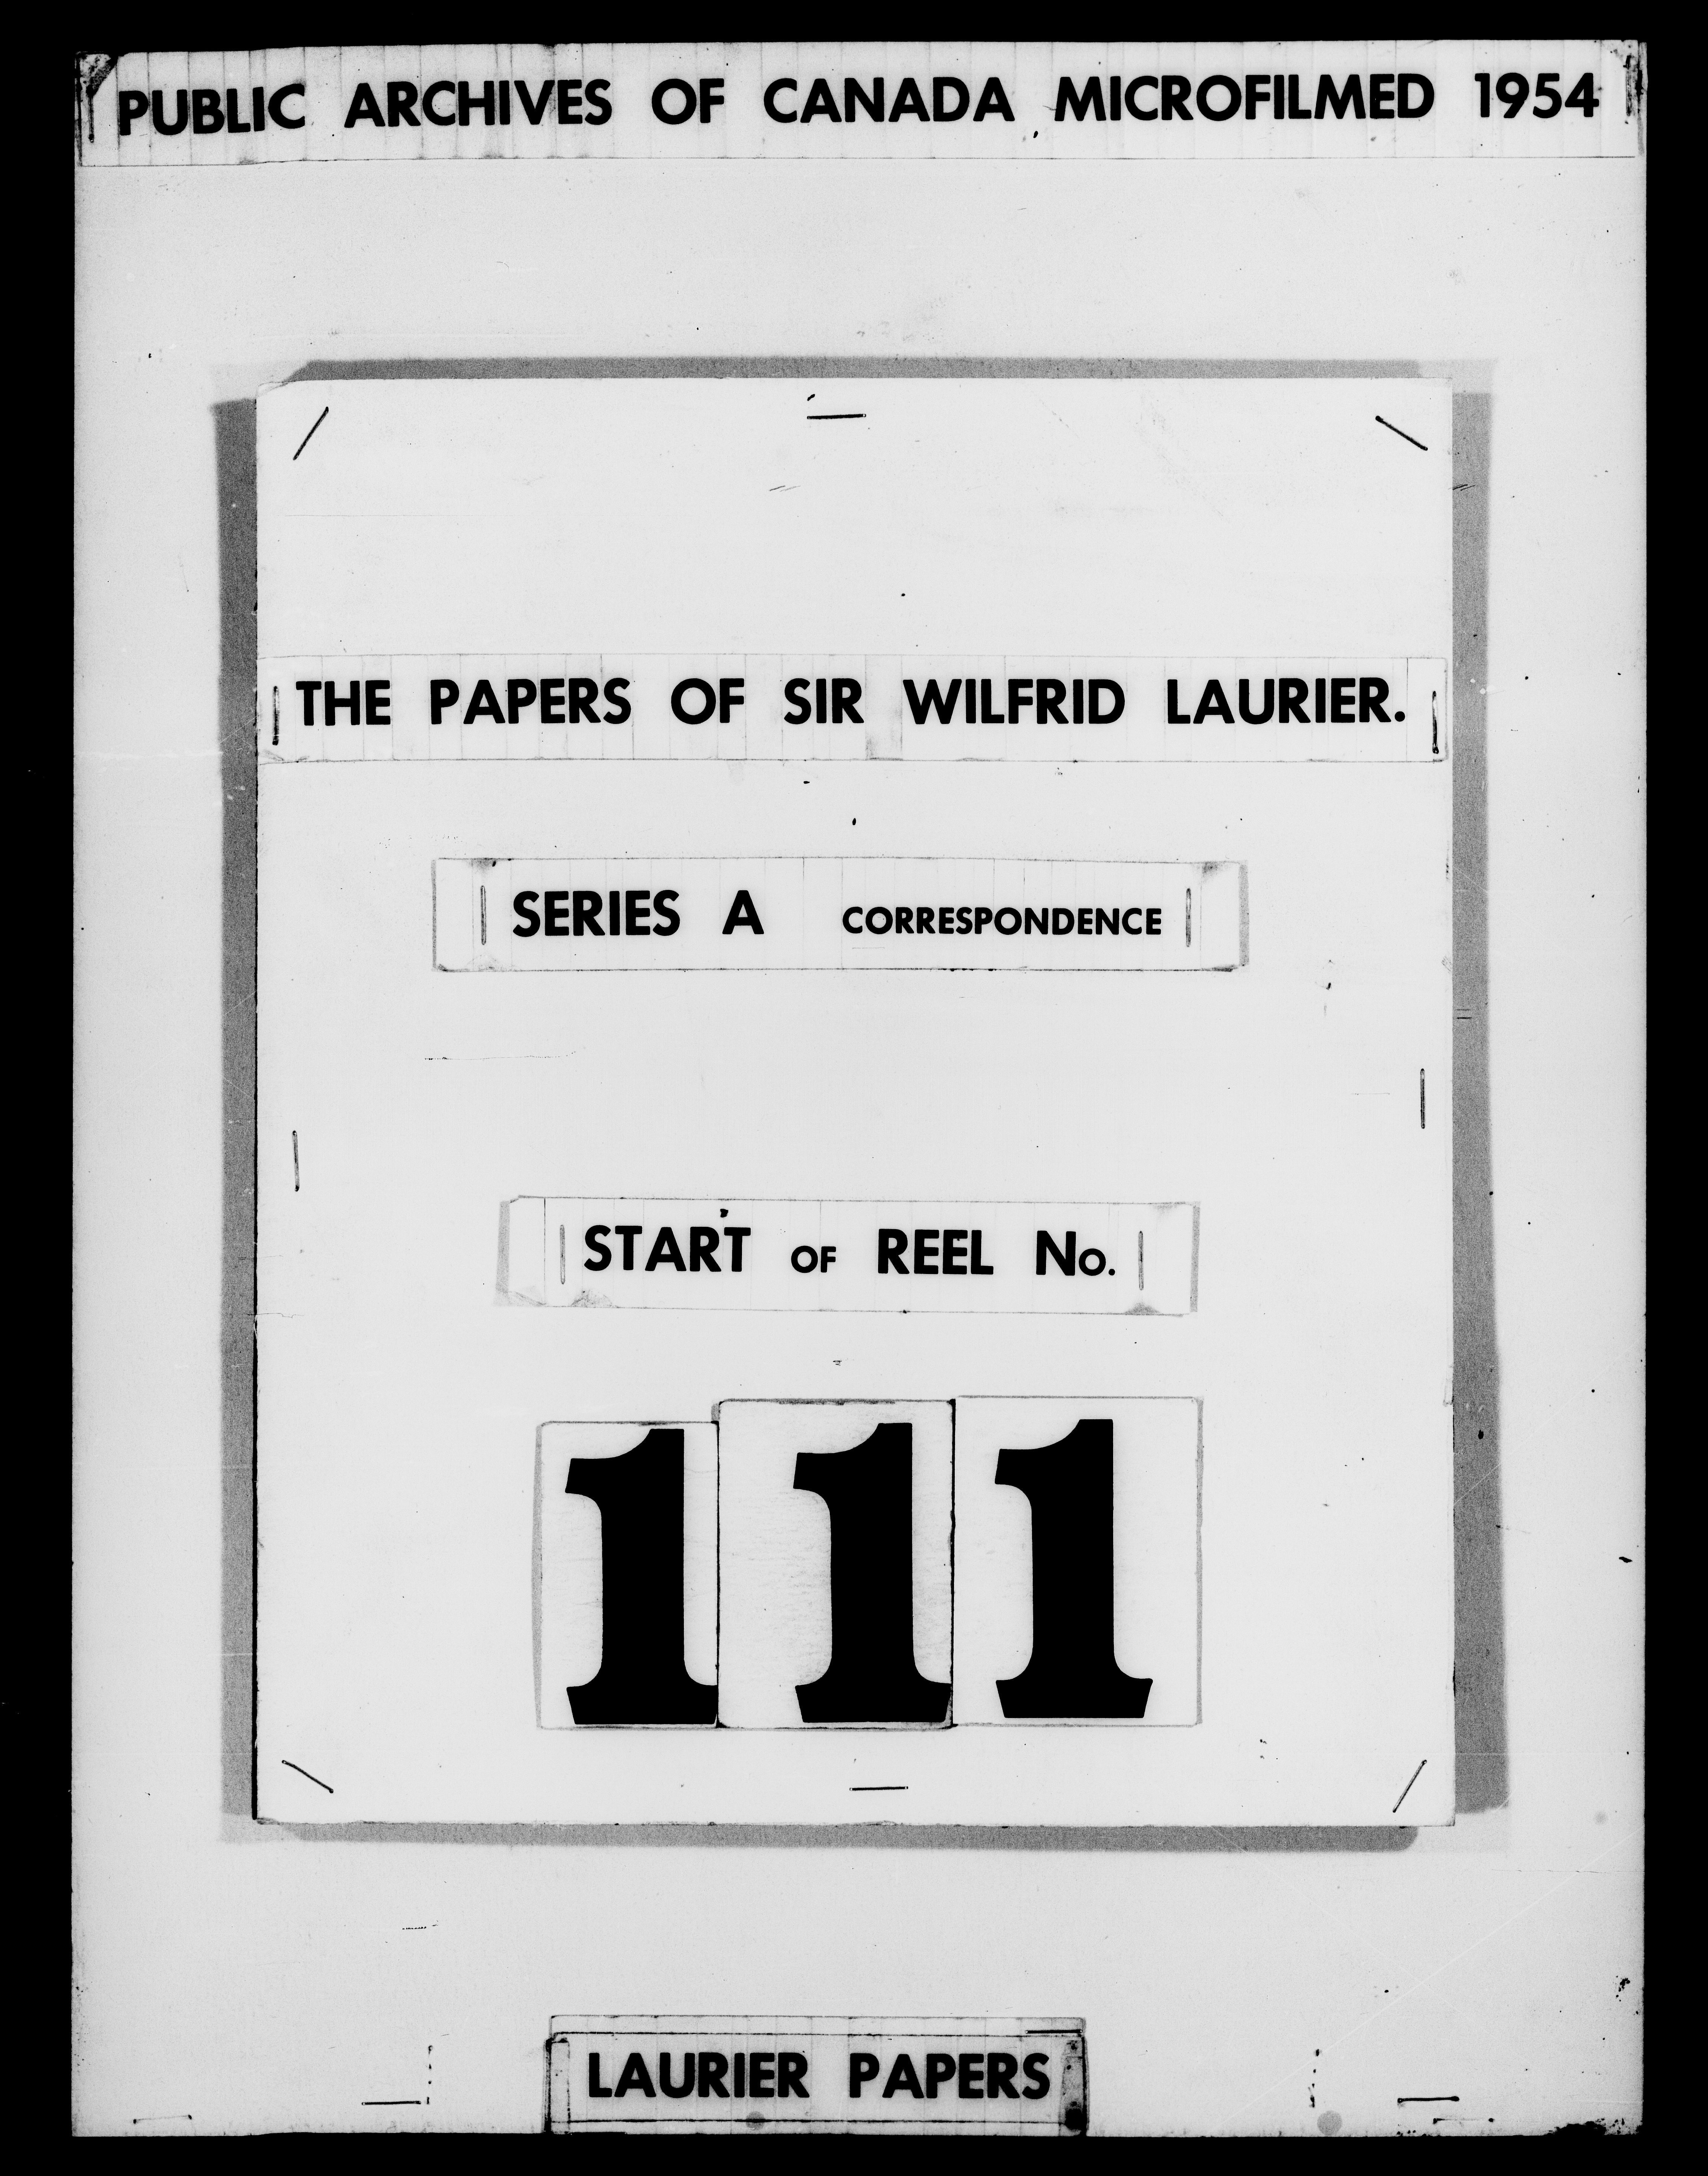 PUBLIC ARCHIVES OF CANADA MICROFILMED 1954
THE PAPERS OF SIR WILFRID LAURIER.
SERIES A CORRESPONDENCE
START OF REEL No.
111
LAURIER PAPERS